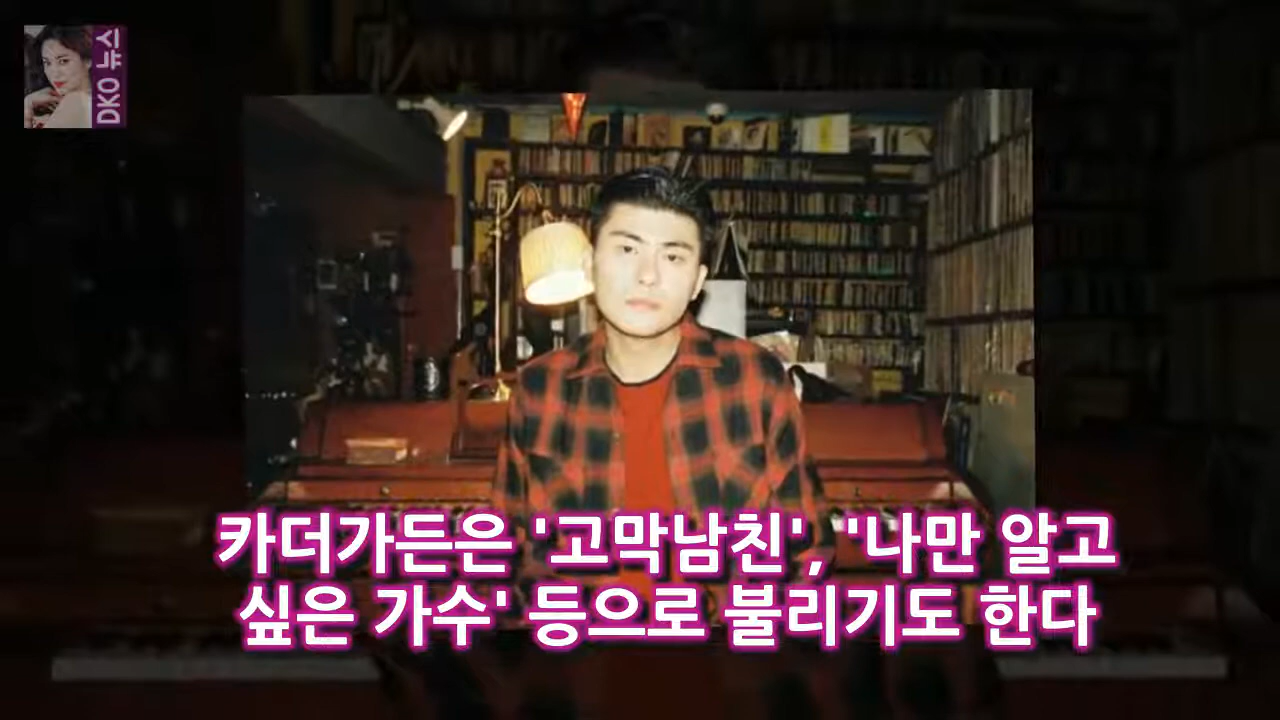 DKO 뉴스
카더가든은 '고막남친', '나만 알고
싶은 가수' 등으로 불리기도 한다